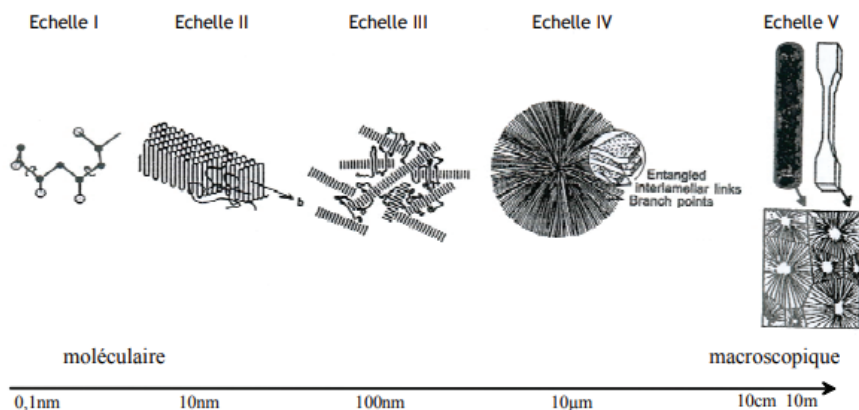 Echelle I
Echelle II
Echelle III
Echelle IV
Echelle V
b
Entangled
Interlamellar links
Branch points
moléculaire
macroscopique
0,1nm
10nm
100nm
10μm
10cm
10m